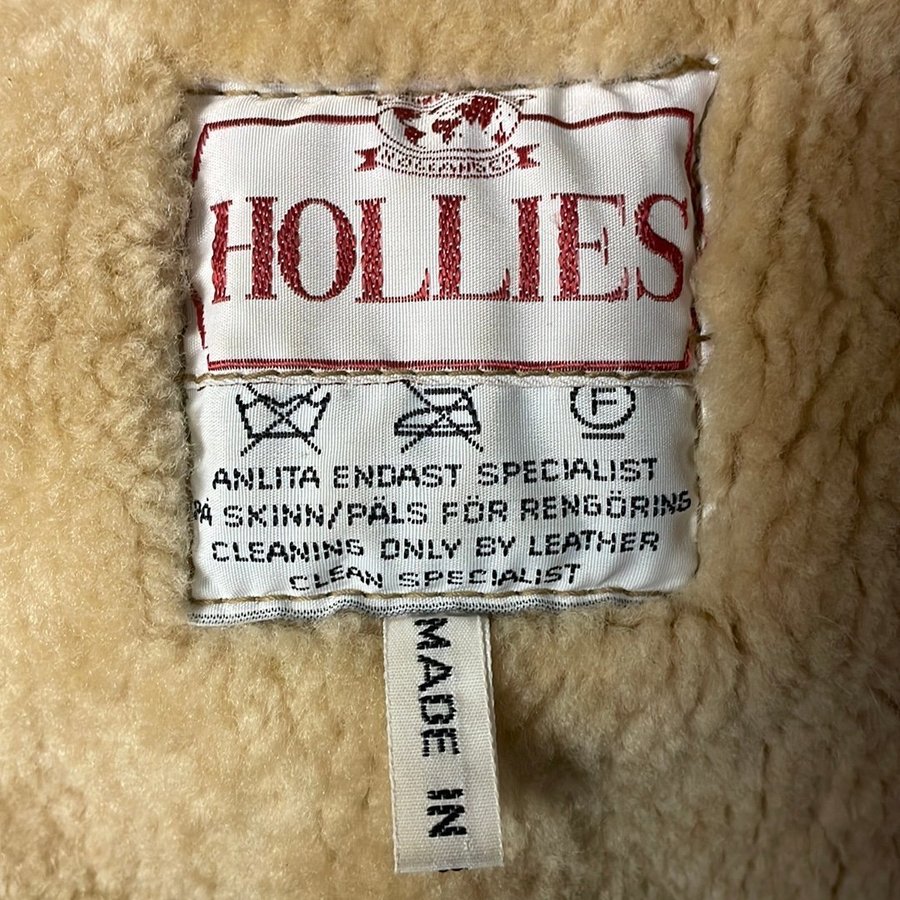 HOLLIES
F
ANLITA ENDAST SPECIALIST
PÅ SKINN/PÄLS FÖR RENGÖRING
CLEANING ONLY BY LEATHER
CLEAN SPECIALIST
MADE IN